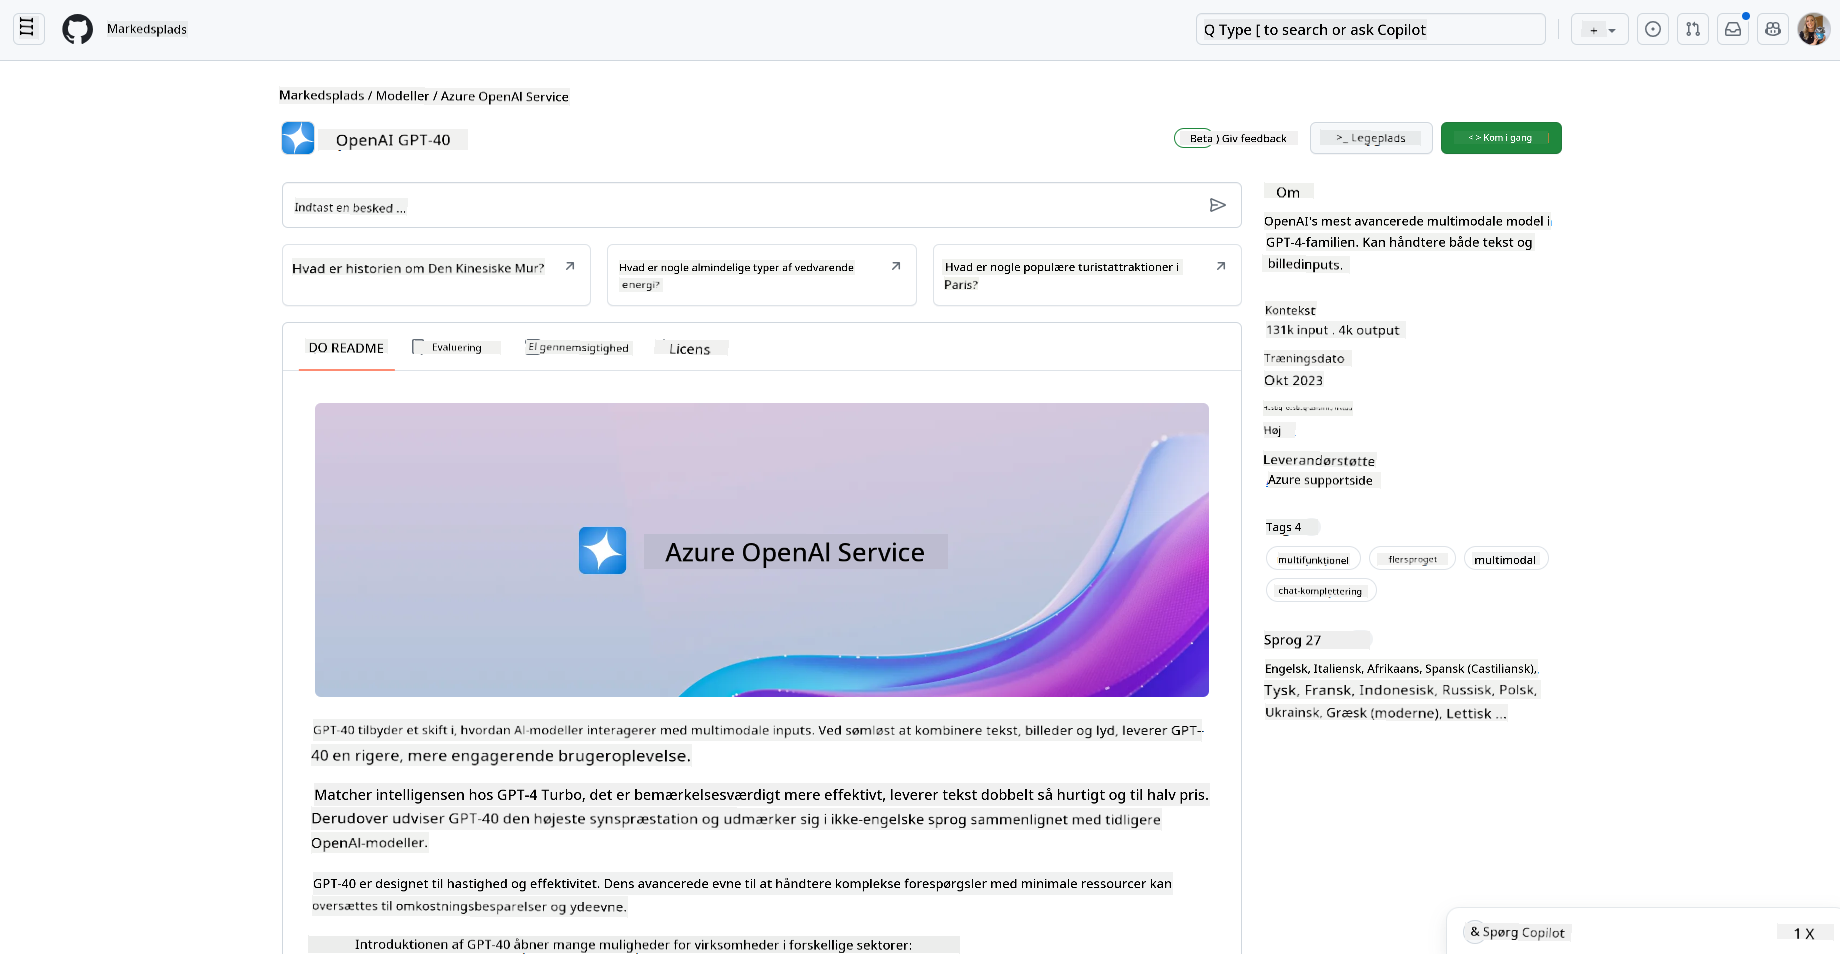 Markedsplads
Q Type [ to search or ask Copilot
+
Markedsplads / Modeller / Azure OpenAI Service
OpenAI GPT-40
Beta ) Giv feedback
>_ Legeplads
< > Kom i gang
Indtast en besked ...
Hvad er historien om Den Kinesiske Mur?
Hvad er nogle almindelige typer af vedvarende
energi?
Hvad er nogle populære turistattraktioner i
Paris?
DO README
Evaluering
El gennemsigtighed
Licens
Azure OpenAI Service
GPT-40 tilbyder et skift i, hvordan AI-modeller interagerer med multimodale inputs. Ved sømløst at kombinere tekst, billeder og lyd, leverer GPT--
40 en rigere, mere engagerende brugeroplevelse.
Matcher intelligensen hos GPT-4 Turbo, det er bemærkelsesværdigt mere effektivt, leverer tekst dobbelt så hurtigt og til halv pris.
Derudover udviser GPT-40 den højeste synspræstation og udmærker sig i ikke-engelske sprog sammenlignet med tidligere
OpenAI-modeller.
GPT-40 er designet til hastighed og effektivitet. Dens avancerede evne til at håndtere komplekse forespørgsler med minimale ressourcer kan
oversættes til omkostningsbesparelser og ydeevne.
Introduktionen af GPT-40 åbner mange muligheder for virksomheder i forskellige sektorer:
Om
OpenAI's mest avancerede multimodale model i
GPT-4-familien. Kan håndtere både tekst og
billedinputs.
Kontekst
131k input . 4k output
Træningsdato
Okt 2023
Høj
Leverandørstøtte
Azure supportside
Tags 4
multifunktionel
flersproget
multimodal
chat-komplettering
Sprog 27
Engelsk, Italiensk, Afrikaans, Spansk (Castiliansk),
Tysk, Fransk, Indonesisk, Russisk, Polsk,
Ukrainsk, Græsk (moderne), Lettisk ...
& Spørg Copilot
1 X